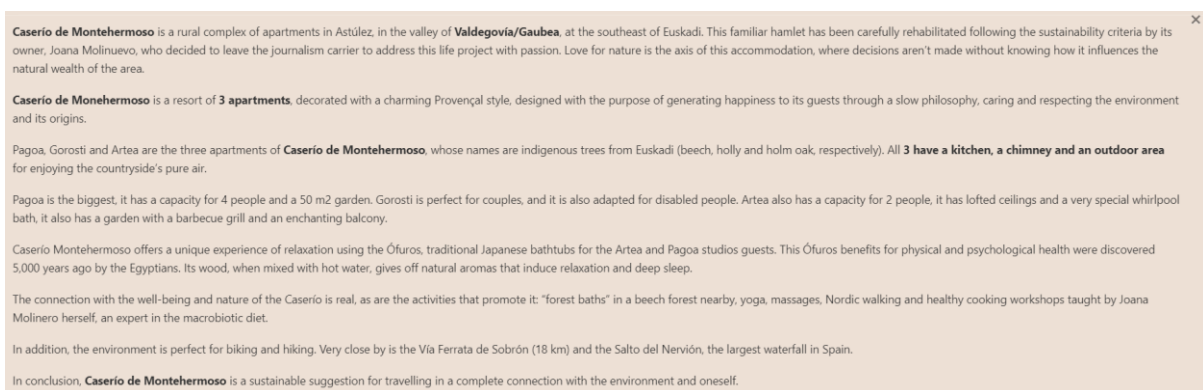 Caserío de Montehermoso is a rural complex of apartments in Astúlez, in the valley of Valdegovía/Gaubea, at the southeast of Euskadi. This familiar hamlet has been carefully rehabilitated following the sustainability criteria by its
owner, Joana Molinuevo, who decided to leave the journalism carrier to address this life project with passion. Love for nature is the axis of this accommodation, where decisions aren't made without knowing how it influences the
natural wealth of the area.
Caserío de Monehermoso is a resort of 3 apartments, decorated with a charming Provençal style, designed with the purpose of generating happiness to its guests through a slow philosophy, caring and respecting the environment
and its origins.
Pagoa, Gorosti and Artea are the three apartments of Caserío de Montehermoso, whose names are indigenous trees from Euskadi (beech, holly and holm oak, respectively). All 3 have a kitchen, a chimney and an outdoor area
for enjoying the countryside's pure air.
Pagoa is the biggest, it has a capacity for 4 people and a 50 m2 garden. Gorosti is perfect for couples, and it is also adapted for disabled people. Artea also has a capacity for 2 people, it has lofted ceilings and a very special whirlpool
bath, it also has a garden with a barbecue grill and an enchanting balcony.
Caserío Montehermoso offers a unique experience of relaxation using the Ófuros, traditional Japanese bathtubs for the Artea and Pagoa studios guests. This Ófuros benefits for physical and psychological health were discovered
5,000 years ago by the Egyptians. Its wood, when mixed with hot water, gives off natural aromas that induce relaxation and deep sleep.
The connection with the well-being and nature of the Caserío is real, as are the activities that promote it: "forest baths" in a beech forest nearby, yoga, massages, Nordic walking and healthy cooking workshops taught by Joana
Molinero herself, an expert in the macrobiotic diet.
In addition, the environment is perfect for biking and hiking. Very close by is the Vía Ferrata de Sobrón (18 km) and the Salto del Nervión, the largest waterfall in Spain.
In conclusion, Caserío de Montehermoso is a sustainable suggestion for travelling in a complete connection with the environment and oneself.